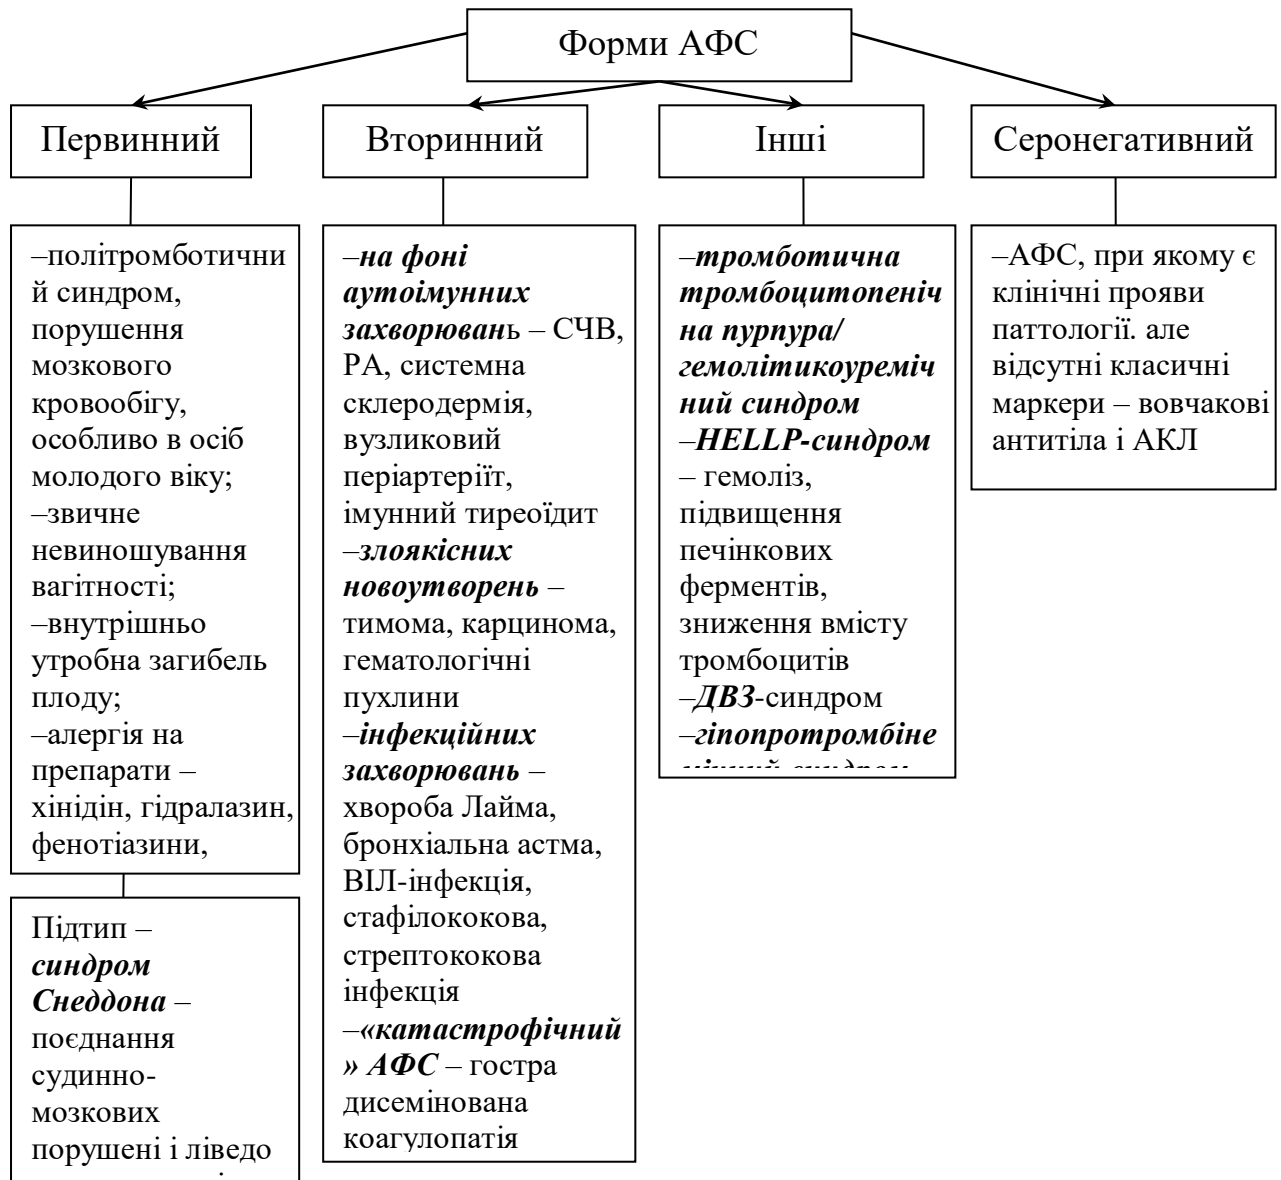 Форми АФС
Первинний
Вторинний
Інші
Серонегативний
–політромботични
й синдром,
порушення
мозкового
кровообігу,
особливо в осіб
молодого віку;
–звичне
невиношування
вагітності;
–внутрішньо
утробна загибель
плоду;
–алергія на
препарати –
хінідін, гідралазин,
фенотіазини,
Підтип –
синдром
Снеддона –
поєднання
судинно-
мозкових
порушені і ліведо
–на фоні
аутоімунних
захворювань – СЧВ,
РА, системна
склеродермія,
вузликовий
періартеріїт,
імунний тиреоїдит
–злоякісних
новоутворень –
тимома, карцинома,
гематологічні
пухлини
–інфекційних
захворювань –
хвороба Лайма,
бронхіальна астма,
ВІЛ-інфекція,
стафілококова,
стрептококова
інфекція
–«катастрофічний
» АФС – гостра
дисемінована
коагулопатія
–тромботична
тромбоцитопеніч
на пурпура/
гемолітикоуреміч
ний синдром
–HELLP-синдром
– гемоліз,
підвищення
печінкових
ферментів,
зниження вмісту
тромбоцитів
–ДВЗ-синдром
–гіпопротромбіне
–АФС, при якому є
клінічні прояви
паттології. але
відсутні класичні
маркери – вовчакові
антитіла і АКЛ